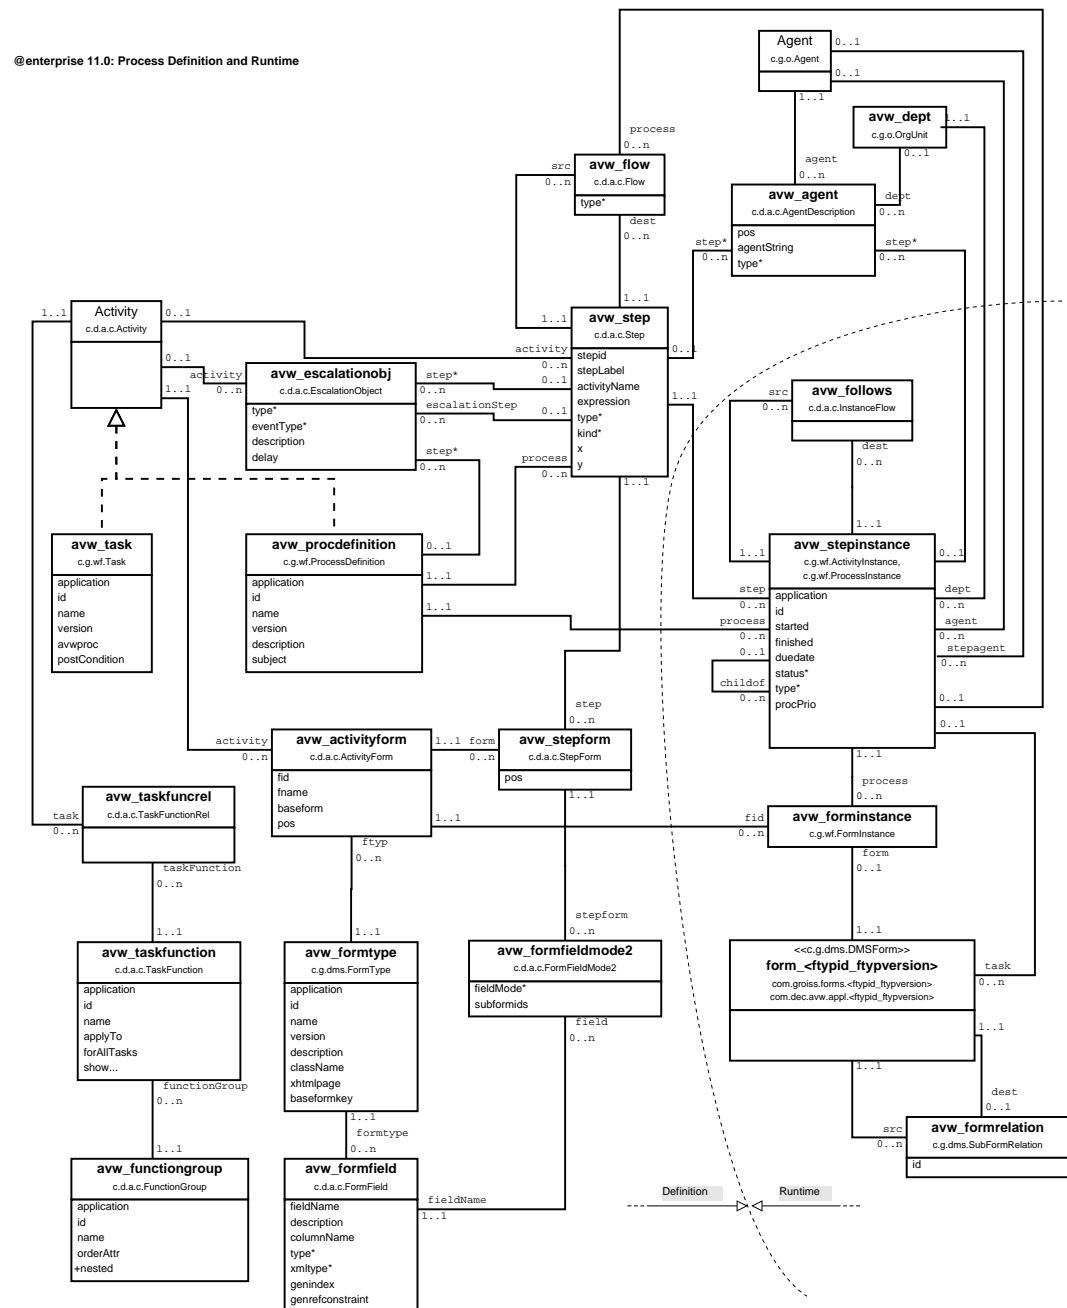 @enterprise 11.0: Process Definition and Runtime
Agent
c.g.o.Agent
0..1
0..1
1..1
avw_dept
c.g.o.OrgUnit
1..1
0..1
process
0..n
src
0..n
avw_flow
c.d.a.c.Flow
type*
dest
0..n
agent
0..n
avw_agent
c.d.a.c.AgentDescription
pos
agentString
type*
dept
0..n
step*
0..n
step*
0..n
1..1
Activity
c.d.a.c.Activity
0..1
0..1
1..1
1..1
1..1
avw_step
c.d.a.c.Step
stepid
stepLabel
activityName
expression
type*
kind*
x
y
activity
0..n
0..1
0..1
0..1
1..1
process
0..n
1..1
activity
0..n
avw_escalationobj
c.d.a.c.EscalationObject
type*
eventType*
description
delay
step*
0..n
escalationStep
0..n
step*
0..n
src
0..n
avw_follows
c.d.a.c.InstanceFlow
dest
0..n
avw_task
c.g.wf.Task
application
id
name
version
avwproc
postCondition
avw_procdefinition
c.g.wf.ProcessDefinition
application
id
name
version
description
subject
0..1
1..1
1..1
1..1
1..1
avw_stepinstance
c.g.wf.ActivityInstance,
c.g.wf.ProcessInstance
application
id
started
finished
duedate
status*
type*
procPrio
step
0..n
process
0..n
0..1
childof
0..n
0..1
dept
0..n
agent
0..n
stepagent
0..n
0..1
0..1
1..1
activity
0..n
avw_activityform
c.d.a.c.ActivityForm
fid
fname
baseform
pos
1..1
form
0..n
step
0..n
avw_stepform
c.d.a.c.StepForm
pos
1..1
1..1
process
0..n
fid
0..n
avw_forminstance
c.g.wf.FormInstance
form
0..1
task
0..n
avw_taskfuncrel
c.d.a.c.TaskFunctionRel
taskFunction
0..n
ftyp
0..n
1..1
avw_taskfunction
c.d.a.c.TaskFunction
application
id
name
applyTo
forAllTasks
show...
functionGroup
0..n
1..1
avw_formtype
c.g.dms.FormType
application
id
name
version
description
className
xhtmlpage
baseformkey
1..1
formtype
0..n
stepform
0..n
avw_formfieldmode2
c.d.a.c.FormFieldMode2
fieldMode*
subformids
field
0..n
1..1
<<c.g.dms.DMSForm>>
form_<ftypid_ftypversion>
com.groiss.forms.<ftypid_ftypversion>
com.dec.avw.appl.<ftypid_ftypversion>
task
0..n
1..1
1..1
dest
0..1
src
0..n
avw_formrelation
c.g.dms.SubFormRelation
id
1..1
avw_functiongroup
c.d.a.c.FunctionGroup
application
id
name
orderAttr
+nested
avw_formfield
c.d.a.c.FormField
fieldName
description
columnName
type*
xmltype*
genindex
genrefconstraint
fieldName
1..1
Definition
Runtime